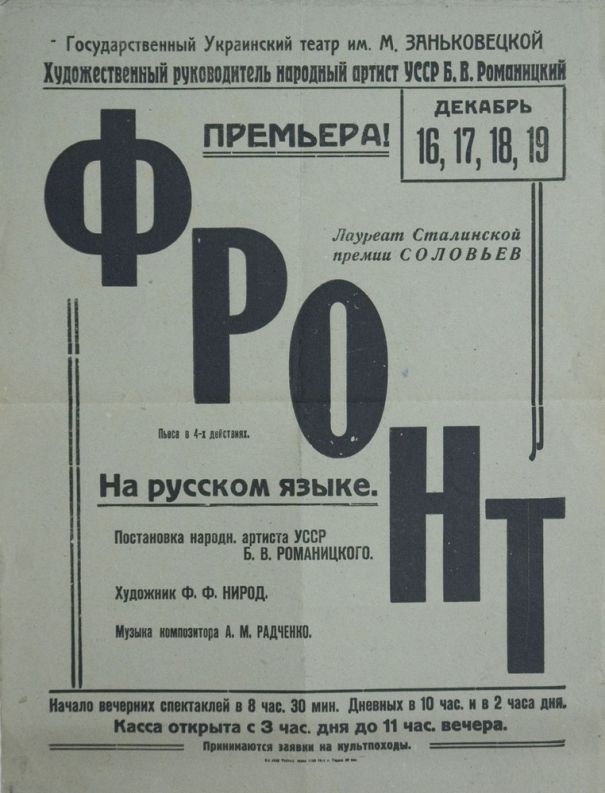 Государственный Украинский театр им. М. ЗАНЬКОВЕЦКОЙ
Художественный руководитель народный артист УССР Б. В. Романицкий
ПРЕМЬЕРА!
ДЕКАБРЬ
16, 17, 18, 19
ФРОНТ
Лауреат Сталинской
премии СОЛОВЬЕВ
Пьеса в 4-х действиях.
На русском языке.
Постановка народн. артиста УССР
Б. В. РОМАНИЦКОГО.
Художник Ф. Ф. НИРОД.
Музыка композитора А. М. РАДЧЕНКО.
Начало вечерних спектаклей в 8 час. 30 мин. Дневных в 10 час. и в 2 часа дня.
Касса открыта с 3 час. дня до 11 час. вечера.
Принимаются заявки на культпоходы.